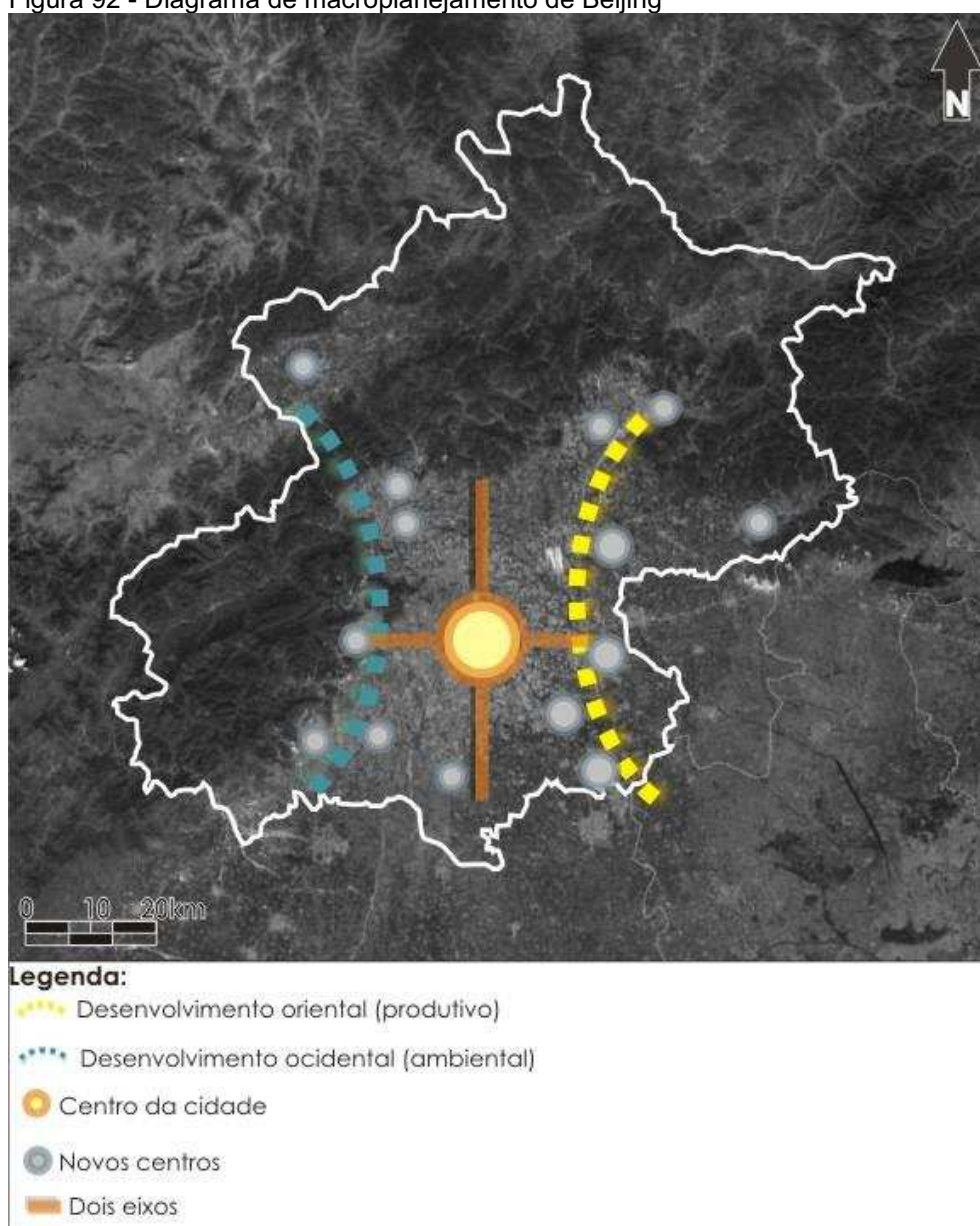 Figura 92 - Diagrama de macroplanejamento de Beijing
N
0 10 20km
Legenda:
Desenvolvimento oriental (produtivo)
Desenvolvimento ocidental (ambiental)
Centro da cidade
Novos centros
Dois eixos